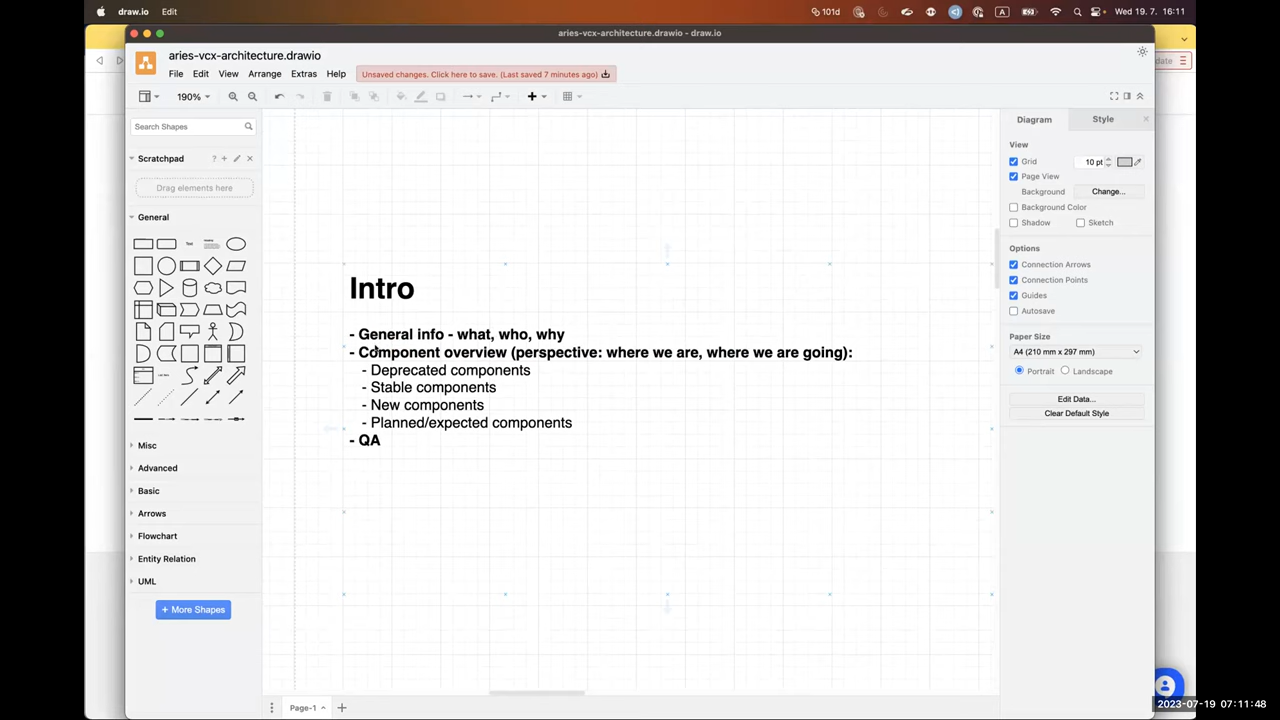 draw.io Edit
101d
A
Wed 19. 7. 16:11
aries-vcx-architecture.drawio - draw.io
aries-vcx-architecture.drawio
File Edit View Arrange Extras Help
Unsaved changes. Click here to save. (Last saved 7 minutes ago)
date
190%
Search Shapes
Scratchpad
?
Drag elements here
General
Text
Misc
Advanced
Basic
Arrows
Flowchart
Entity Relation
UML
+ More Shapes
Intro
- General info - what, who, why
- Component overview (perspective: where we are, where we are going):
- Deprecated components
- Stable components
- New components
- Planned/expected components
- QA
Diagram Style
View
Grid 10 pt
Page View
Background Change...
Background Color
Shadow Sketch
Options
Connection Arrows
Connection Points
Guides
Autosave
Paper Size
A4 (210 mm x 297 mm)
Portrait Landscape
Edit Data...
Clear Default Style
Page-1
2023-07-19 07:11:48